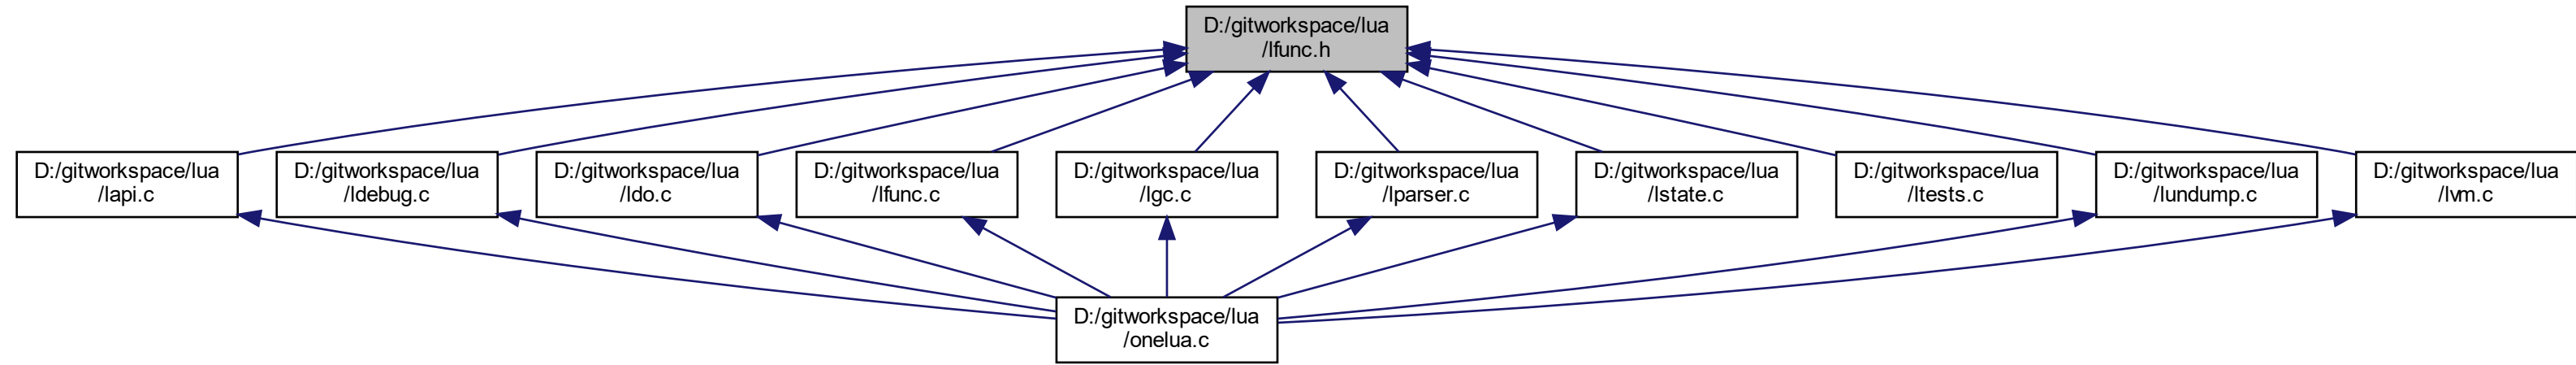 D:/gitworkspace/lua
/lfunc.h
D:/gitworkspace/lua
/lapi.c
D:/gitworkspace/lua
/ldebug.c
D:/gitworkspace/lua
/ldo.c
D:/gitworkspace/lua
/lfunc.c
D:/gitworkspace/lua
/lgc.c
D:/gitworkspace/lua
/lparser.c
D:/gitworkspace/lua
/lstate.c
D:/gitworkspace/lua
/ltests.c
D:/gitworkspace/lua
/lundump.c
D:/gitworkspace/lua
/lvm.c
D:/gitworkspace/lua
/onelua.c